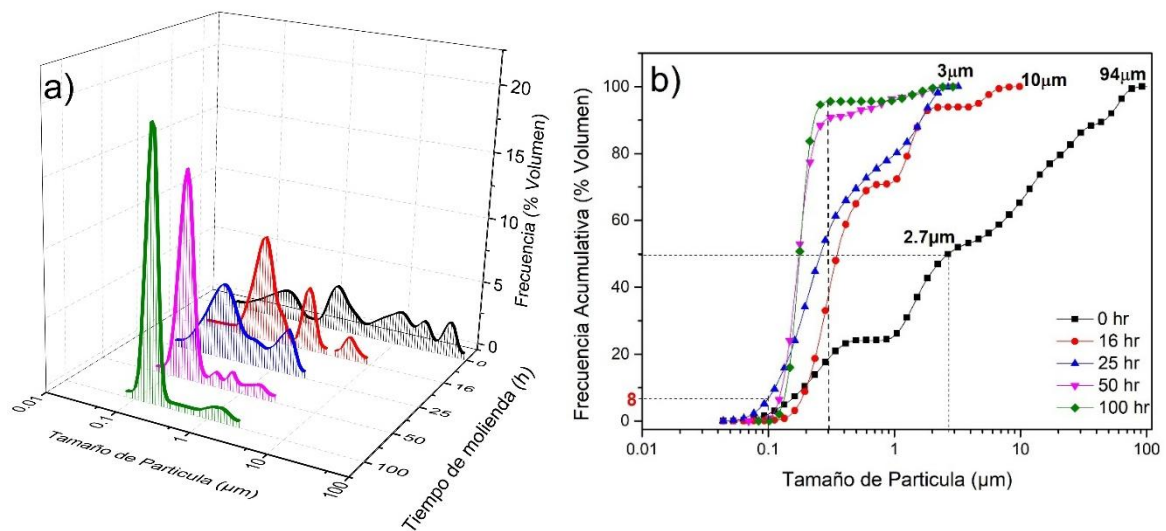 a)
20
15
10
5
0
Frecuencia (% Volumen)
0
16
25
50
100
Tiempo de molienda (h)
0.01
0.1
1
10
100
Tamaño de Particula (µm)
b)
3µm
10µm
94µm
100
80
60
40
20
0
8
2.7µm
Frecuencia Acumulativa (% Volumen)
0 hr
16 hr
25 hr
50 hr
100 hr
0.01
0.1
1
10
100
Tamaño de Particula (µm)